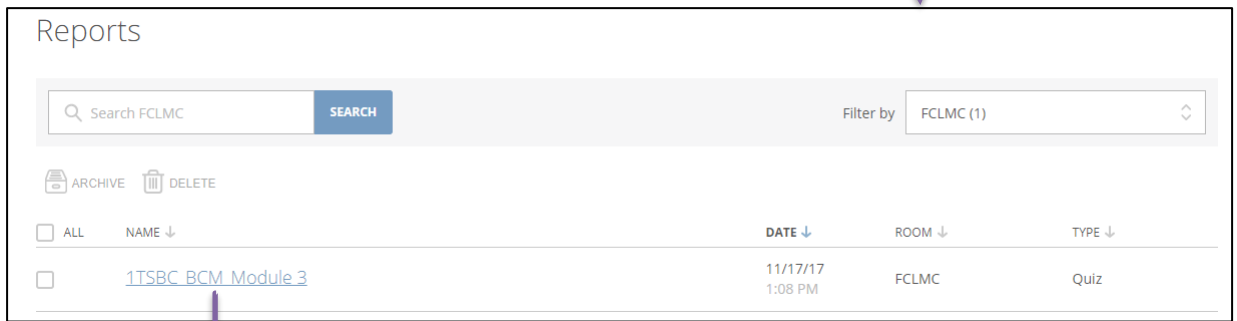 Reports
Search FCLMC SEARCH Filter by FCLMC (1)
ARCHIVE DELETE
ALL NAME DATE ROOM TYPE
1TSBC_BCM_Module 3 11/17/17 FCLMC Quiz
1:08 PM